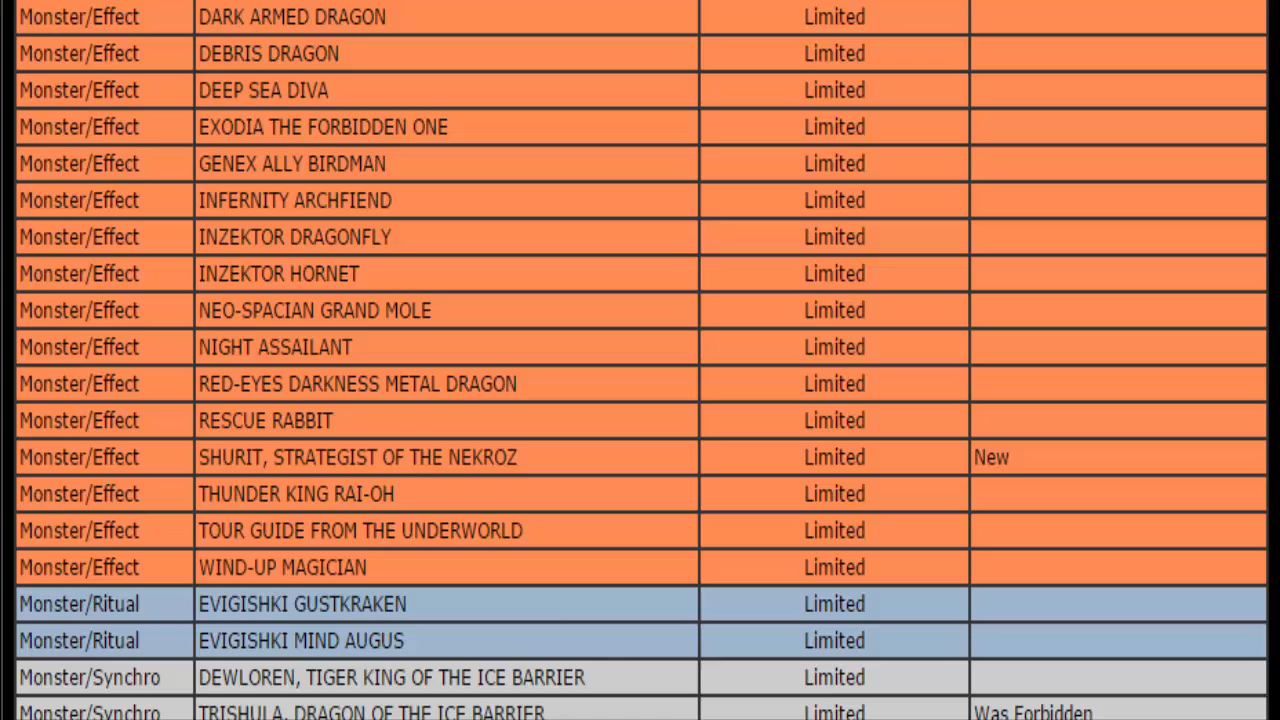 Monster/Effect DARK ARMED DRAGON Limited
Monster/Effect DEBRIS DRAGON Limited
Monster/Effect DEEP SEA DIVA Limited
Monster/Effect EXODIA THE FORBIDDEN ONE Limited
Monster/Effect GENEX ALLY BIRDMAN Limited
Monster/Effect INFERNITY ARCHFIEND Limited
Monster/Effect INZEKTOR DRAGONFLY Limited
Monster/Effect INZEKTOR HORNET Limited
Monster/Effect NEO-SPACIAN GRAND MOLE Limited
Monster/Effect NIGHT ASSAILANT Limited
Monster/Effect RED-EYES DARKNESS METAL DRAGON Limited
Monster/Effect RESCUE RABBIT Limited
Monster/Effect SHURIT, STRATEGIST OF THE NEKROZ Limited New
Monster/Effect THUNDER KING RAI-OH Limited
Monster/Effect TOUR GUIDE FROM THE UNDERWORLD Limited
Monster/Effect WIND-UP MAGICIAN Limited
Monster/Ritual EVIGISHKI GUSTKRAKEN Limited
Monster/Ritual EVIGISHKI MIND AUGUS Limited
Monster/Synchro DEWLOREN, TIGER KING OF THE ICE BARRIER Limited
Monster/Synchro TRISHULA, DRAGON OF THE ICE BARRIER Limited Was Forbidden